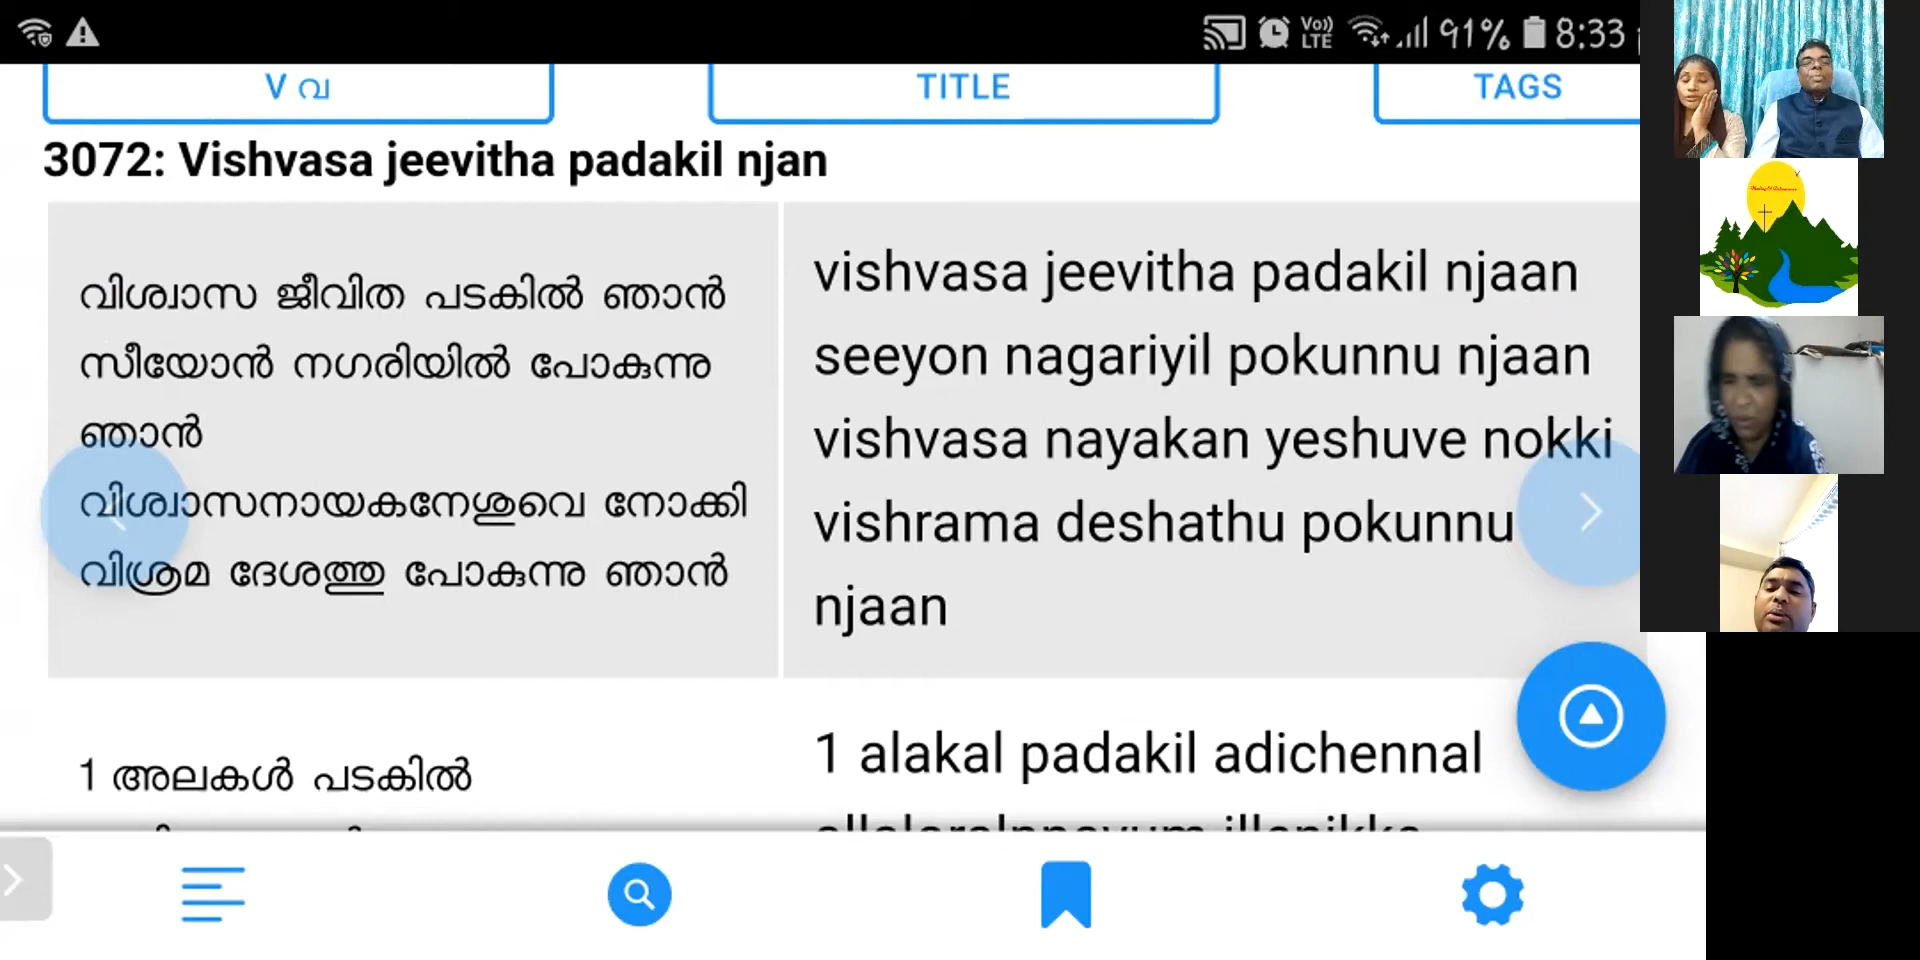 91% 8:33
V വ
TITLE
TAGS
3072: Vishvasa jeevitha padakil njan
വിശ്വാസ ജീവിത പടകിൽ ഞാൻ
സീയോൻ നഗരിയിൽ പോകുന്നു
ഞാൻ
വിശ്വാസനായകനേശുവെ നോക്കി
വിശ്രമ ദേശത്തു പോകുന്നു ഞാൻ
vishvasa jeevitha padakil njaan
seeyon nagariyil pokunnu njaan
vishvasa nayakan yeshuve nokki
vishrama deshathu pokunnu
njaan
1 അലകൾ പടകിൽ
1 alakal padakil adichennal